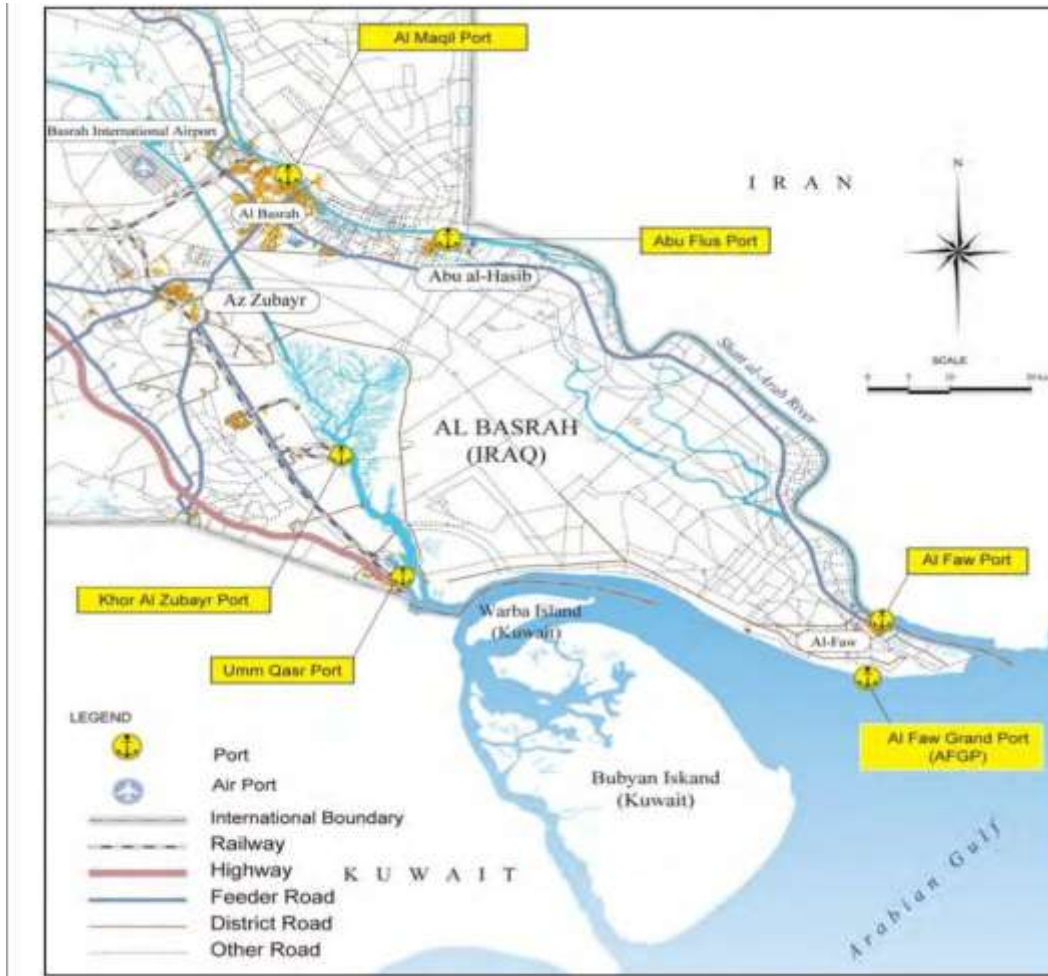 Al Maqil Port
Basrah International Airport
I R A N
N
Al Basrah
Abu Flus Port
Abu al-Hasib
Az Zubayr
SCALE
Shatt al-Arab River
AL BASRAH
(IRAQ)
Al Faw Port
Khor Al Zubayr Port
Warba Island
(Kuwait)
Al-Faw
Umm Qasr Port
LEGEND
Al Faw Grand Port
(AFGP)
Port
Air Port
Bubyan Iskand
(Kuwait)
International Boundary
Railway
Highway
K U W A I T
Feeder Road
District Road
Other Road
Arabian Gulf